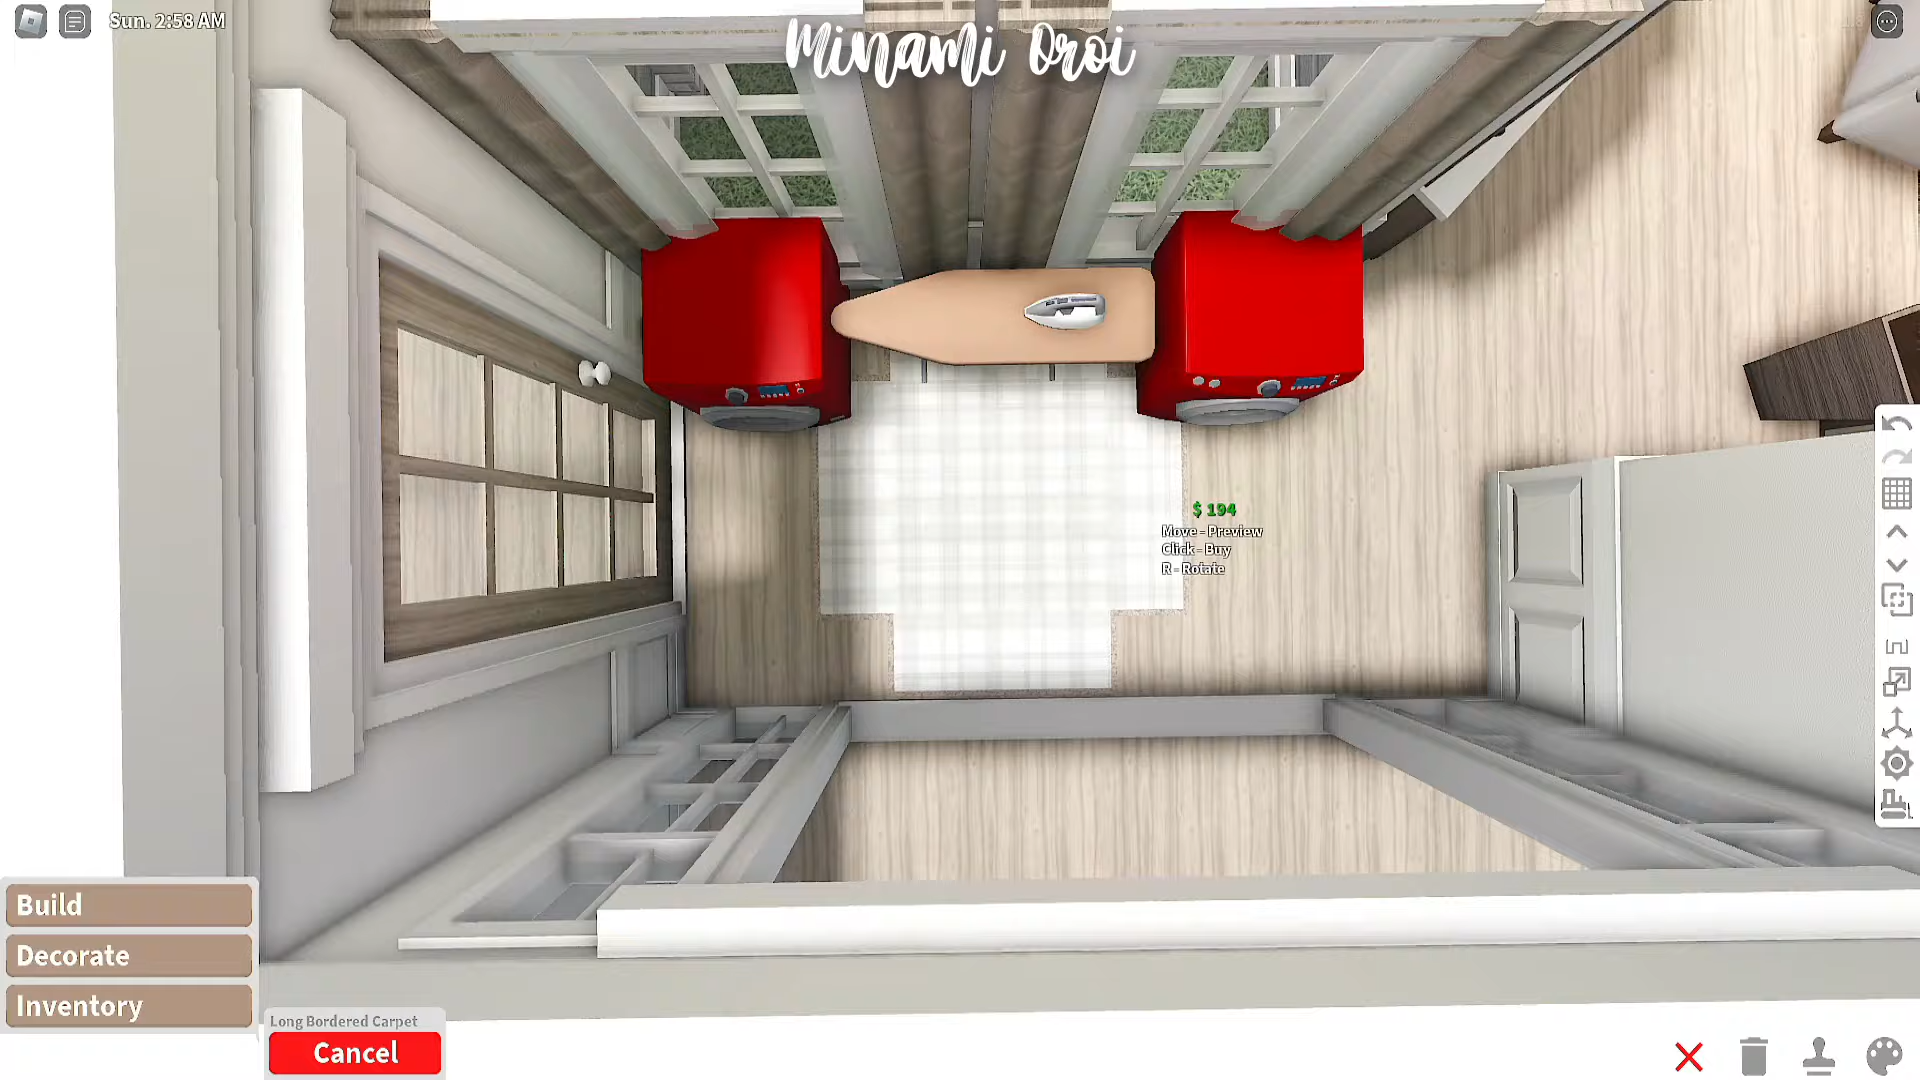 Sun. 2:58 AM
Minami Oroi
$ 194
Move - Preview
Click - Buy
R - Rotate
Build
Decorate
Inventory
Long Bordered Carpet
Cancel